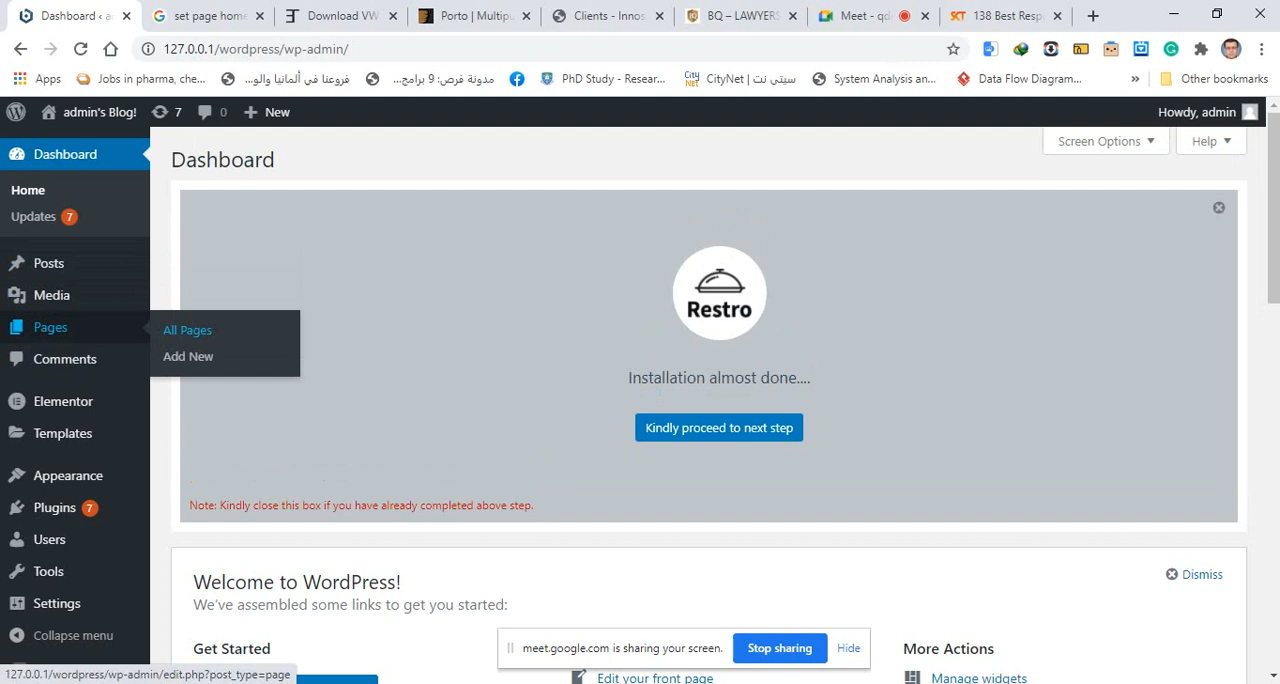 Dashboard ‹ a
set page home
Download VW
Porto | Multipu
Clients - Innos
BQ – LAWYERS
Meet - qd
138 Best Resp
127.0.0.1/wordpress/wp-admin/
Apps
Jobs in pharma, che...
فروعنا في ألمانيا والو...
مدونة فرص: 9 برامج...
PhD Study - Resear...
CityNet | سيتي نت
System Analysis an...
Data Flow Diagram...
»
Other bookmarks
admin's Blog!
7
0
New
Howdy, admin
Dashboard
Home
Updates 7
Posts
Media
Pages
All Pages
Add New
Comments
Elementor
Templates
Appearance
Plugins 7
Users
Tools
Settings
Collapse menu
Dashboard
Screen Options
Help
Restro
Installation almost done....
Kindly proceed to next step
Note: Kindly close this box if you have already completed above step.
Welcome to WordPress!
Dismiss
We've assembled some links to get you started:
Get Started
More Actions
meet.google.com is sharing your screen.
Stop sharing
Hide
Edit your front page
Manage widgets
127.0.0.1/wordpress/wp-admin/edit.php?post_type=page